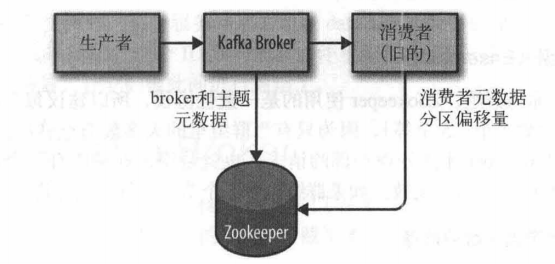 生产者
Kafka Broker
消费者
（旧的）
broker和主题
元数据
消费者元数据
分区偏移量
Zookeeper